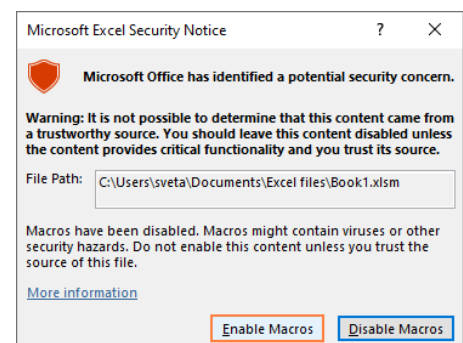 Microsoft Excel Security Notice ? ×
Microsoft Office has identified a potential security concern.
Warning: It is not possible to determine that this content came from
a trustworthy source. You should leave this content disabled unless
the content provides critical functionality and you trust its source.
File Path: C:\Users\sveta\Documents\Excel files\Book1.xlsm
Macros have been disabled. Macros might contain viruses or other
security hazards. Do not enable this content unless you trust the
source of this file.
More information
Enable Macros Disable Macros